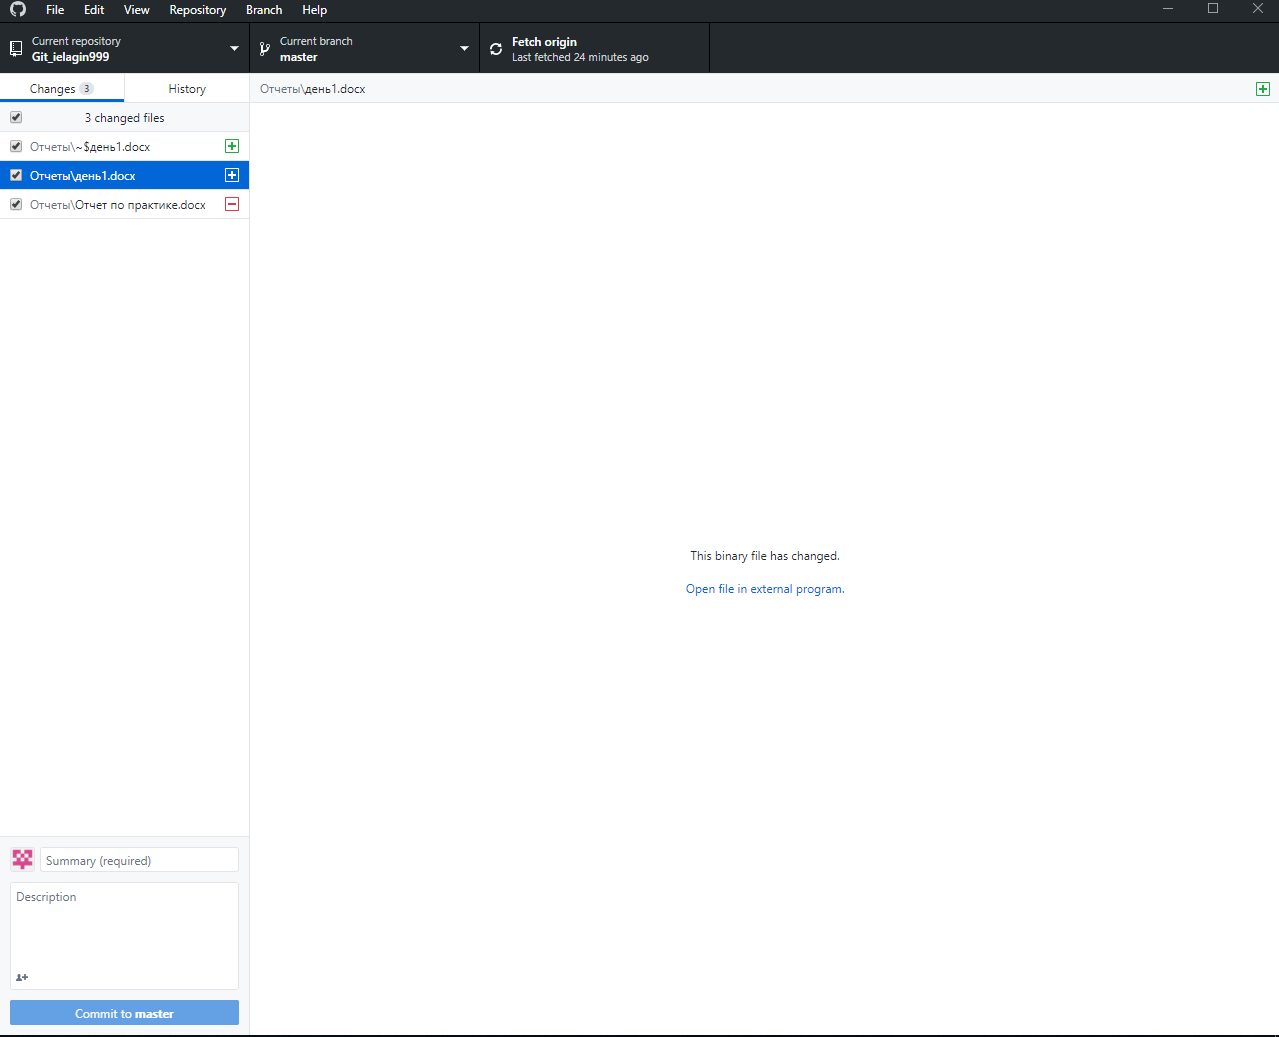 File Edit View Repository Branch Help
Current repository
Git_ielagin999
Current branch
master
Fetch origin
Last fetched 24 minutes ago
Changes 3
History
Отчеты\день1.docx
3 changed files
Отчеты\~$день1.docx
Отчеты\день1.docx
Отчеты\Отчет по практике.docx
This binary file has changed.
Open file in external program.
Summary (required)
Description
Commit to master